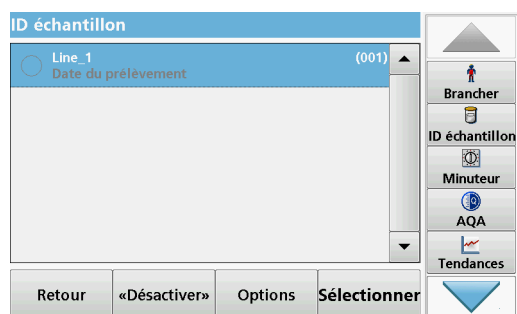 ID échantillon
Line_1 (001)
Date du prélèvement
Retour
«Désactiver»
Options
Sélectionner
Brancher
ID échantillon
Minuteur
AQA
Tendances